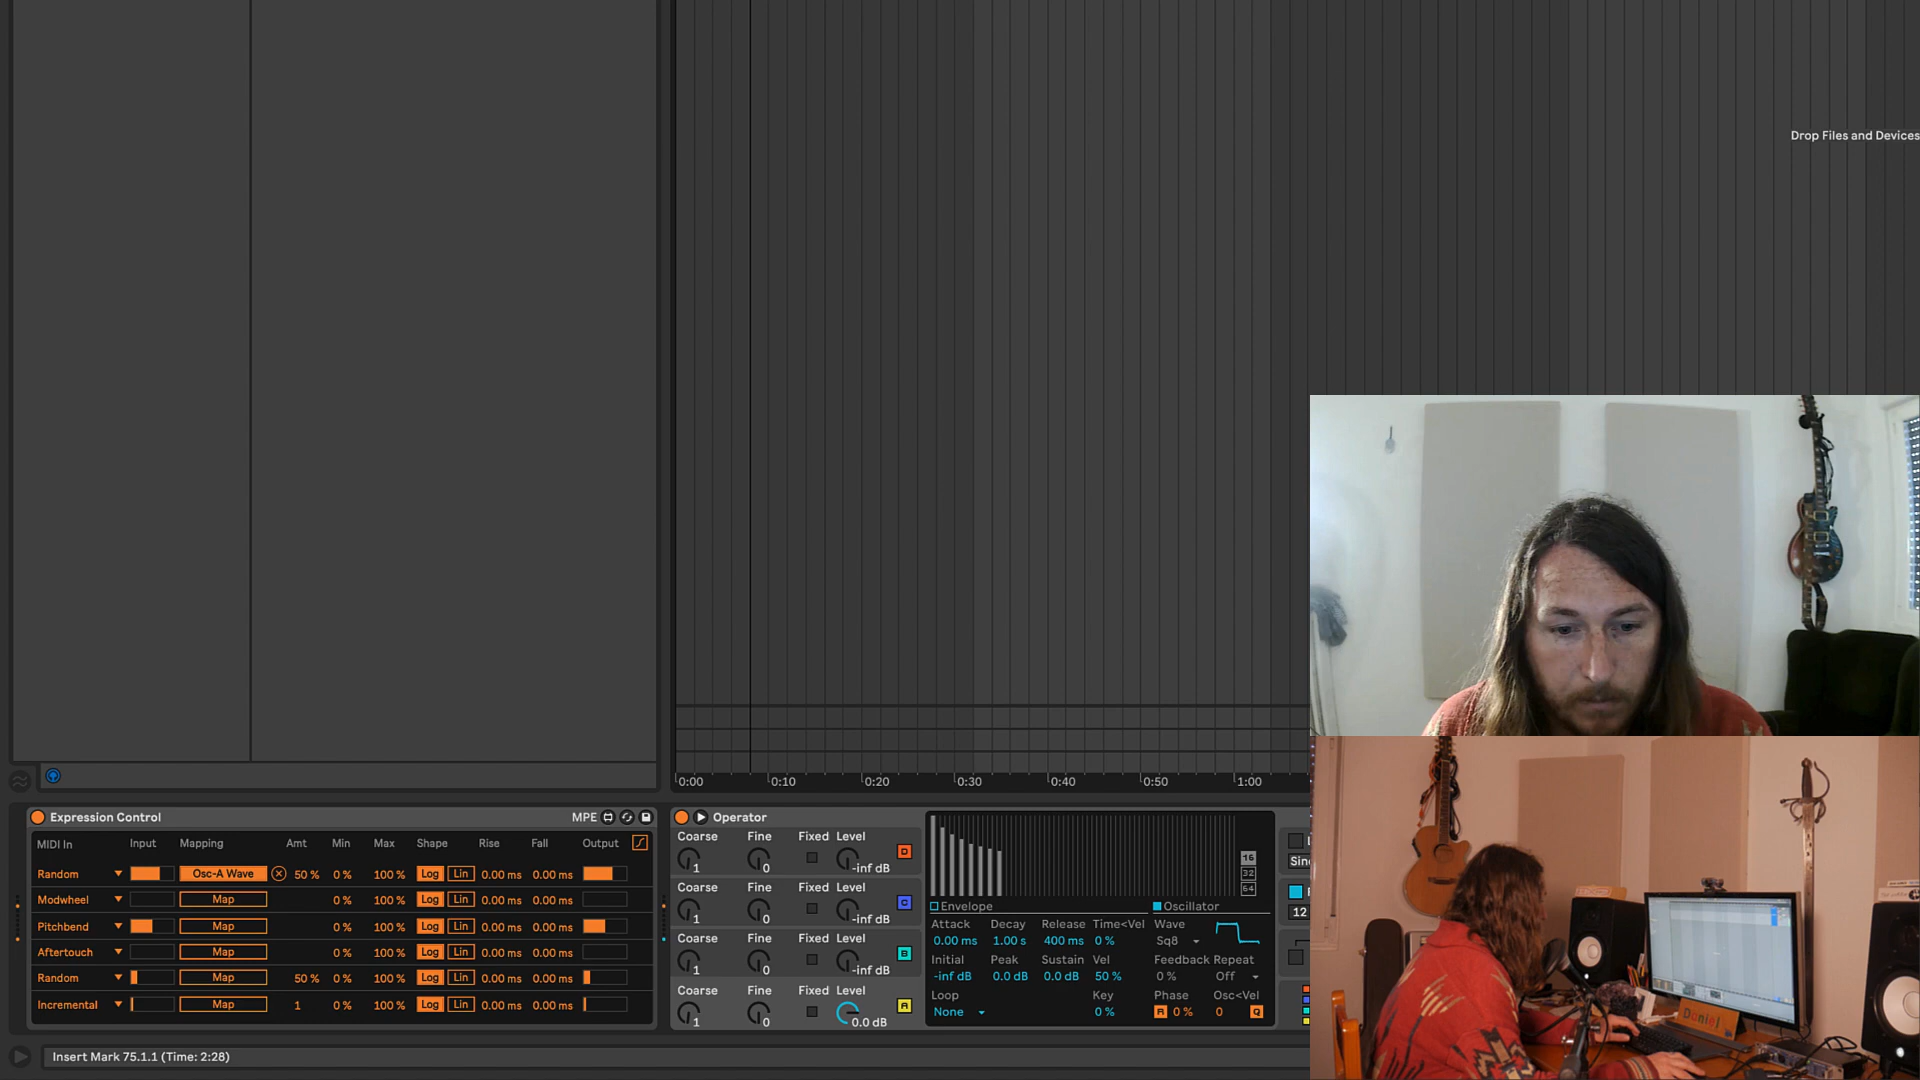 Drop Files and Devices
0:00 0:10 0:20 0:30 0:40 0:50 1:00
Expression Control MPE
MIDI In Input Mapping Amt Min Max Shape Rise Fall Output
Random Osc-A Wave 50 % 0 % 100 % Log Lin 0.00 ms 0.00 ms
Modwheel Map 0 % 100 % Log Lin 0.00 ms 0.00 ms
Pitchbend Map 0 % 100 % Log Lin 0.00 ms 0.00 ms
Aftertouch Map 0 % 100 % Log Lin 0.00 ms 0.00 ms
Random Map 50 % 0 % 100 % Log Lin 0.00 ms 0.00 ms
Incremental Map 1 0 % 100 % Log Lin 0.00 ms 0.00 ms
Operator
Coarse Fine Fixed Level
1 0 -inf dB D
Coarse Fine Fixed Level
1 0 -inf dB C
Coarse Fine Fixed Level
1 0 -inf dB B
Coarse Fine Fixed Level
1 0 0.0 dB A
16
32
64
Envelope Oscillator
Attack Decay Release Time<Vel Wave
0.00 ms 1.00 s 400 ms 0 % Sq8
Initial Peak Sustain Vel Feedback Repeat
-inf dB 0.0 dB 0.0 dB 50 % 0 % Off
Loop Key Phase Osc<Vel
None 0 % R 0 % 0 Q
12
Daniel
Insert Mark 75.1.1 (Time: 2:28)